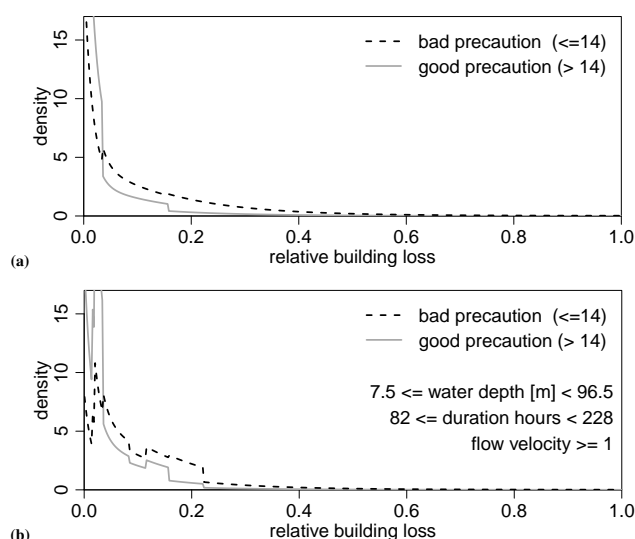 15
10
5
0
density
bad precaution (<=14)
good precaution (> 14)
0.0 0.2 0.4 0.6 0.8 1.0
relative building loss
(a)
15
10
5
0
density
bad precaution (<=14)
good precaution (> 14)
7.5 <= water depth [m] < 96.5
82 <= duration hours < 228
flow velocity >= 1
0.0 0.2 0.4 0.6 0.8 1.0
relative building loss
(b)